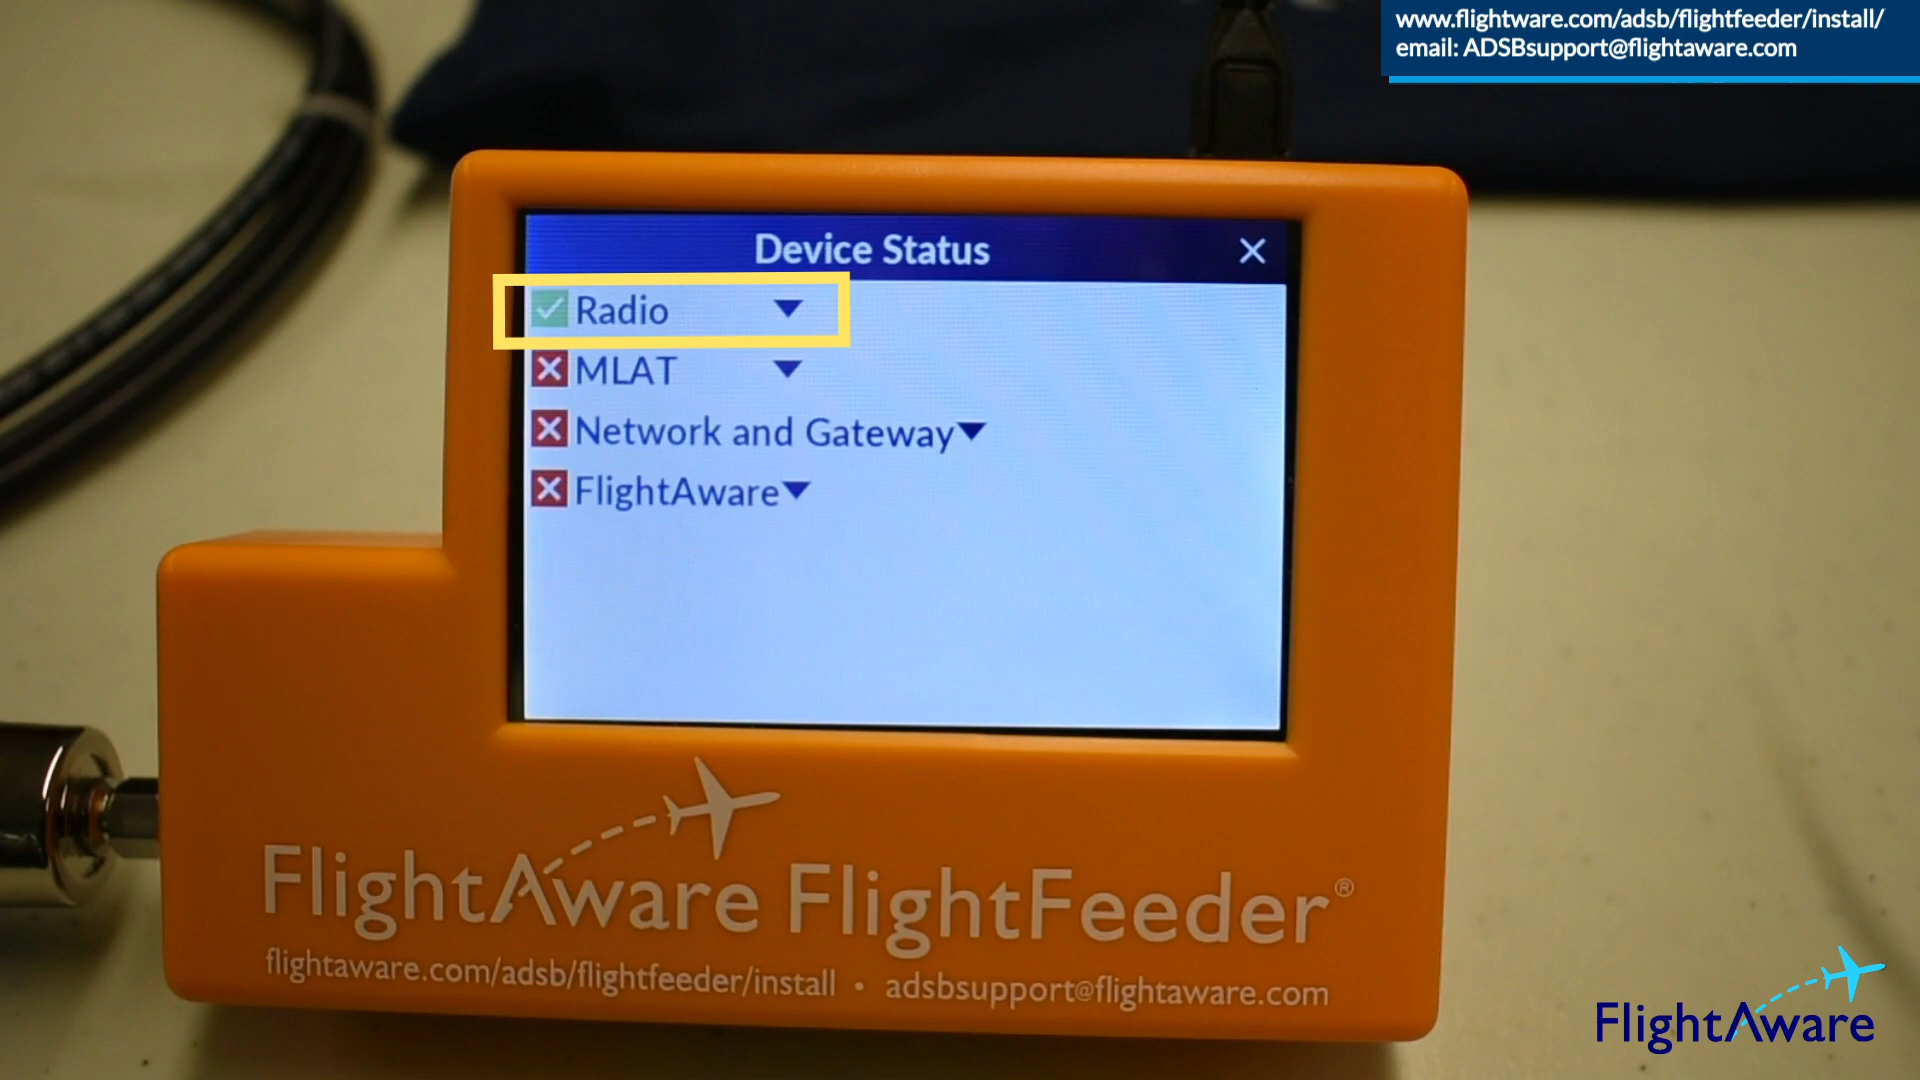 www.flightware.com/adsb/flightfeeder/install/
email: ADSBsupport@flightaware.com
Device Status
Radio
MLAT
Network and Gateway
FlightAware
FlightAware FlightFeeder®
flightaware.com/adsb/flightfeeder/install • adsbsupport@flightaware.com
FlightAware